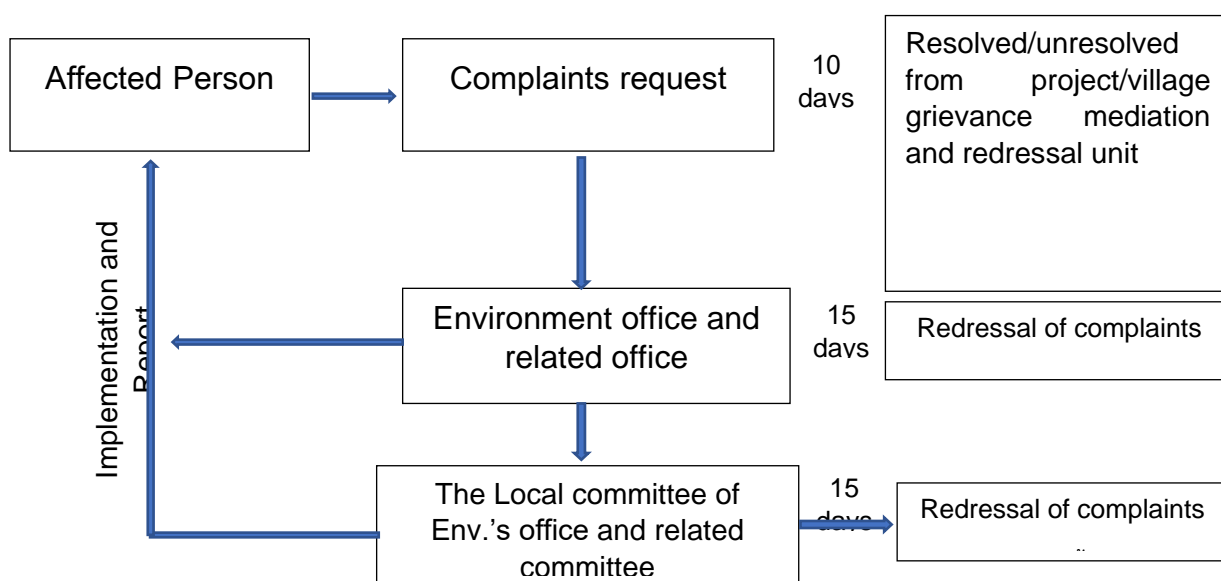 Affected Person
Complaints request
10
days
Resolved/unresolved
from project/village
grievance mediation
and redressal unit
Implementation and
Report
Environment office and
related office
15
days
Redressal of complaints
The Local committee of
Env.'s office and related
committee
15
days
Redressal of complaints